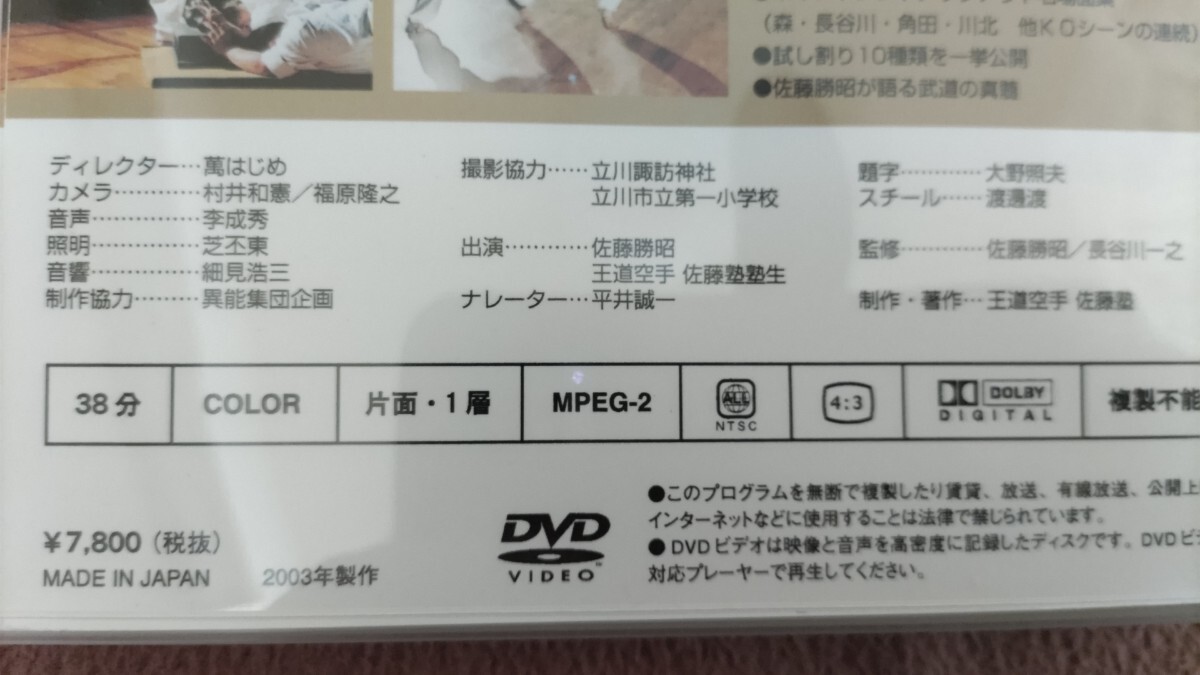 (森・長谷川・角田・川北 他KOシーンの連続)
●試し割り10種類を一挙公開
●佐藤勝昭が語る武道の真髄
ディレクター…萬はじめ
カメラ…………村井和憲／福原隆之
音声……………李成秀
照明……………芝丕東
音響……………細見浩三
制作協力………異能集団企画
撮影協力……立川諏訪神社
立川市立第一小学校
出演…………佐藤勝昭
王道空手 佐藤塾塾生
ナレーター…平井誠一
題字…………大野照夫
スチール……渡邊渡
監修…………佐藤勝昭／長谷川一之
制作・著作…王道空手 佐藤塾
38分
COLOR
片面・1層
MPEG-2
ALL
NTSC
4:3
DOLBY
DIGITAL
複製不能
¥7,800（税抜）
MADE IN JAPAN 2003年製作
DVD
VIDEO
●このプログラムを無断で複製したり賃貸、放送、有線放送、公開上
インターネットなどに使用することは法律で禁じられています。
●DVDビデオは映像と音声を高密度に記録したディスクです。DVDビ
対応プレーヤーで再生してください。